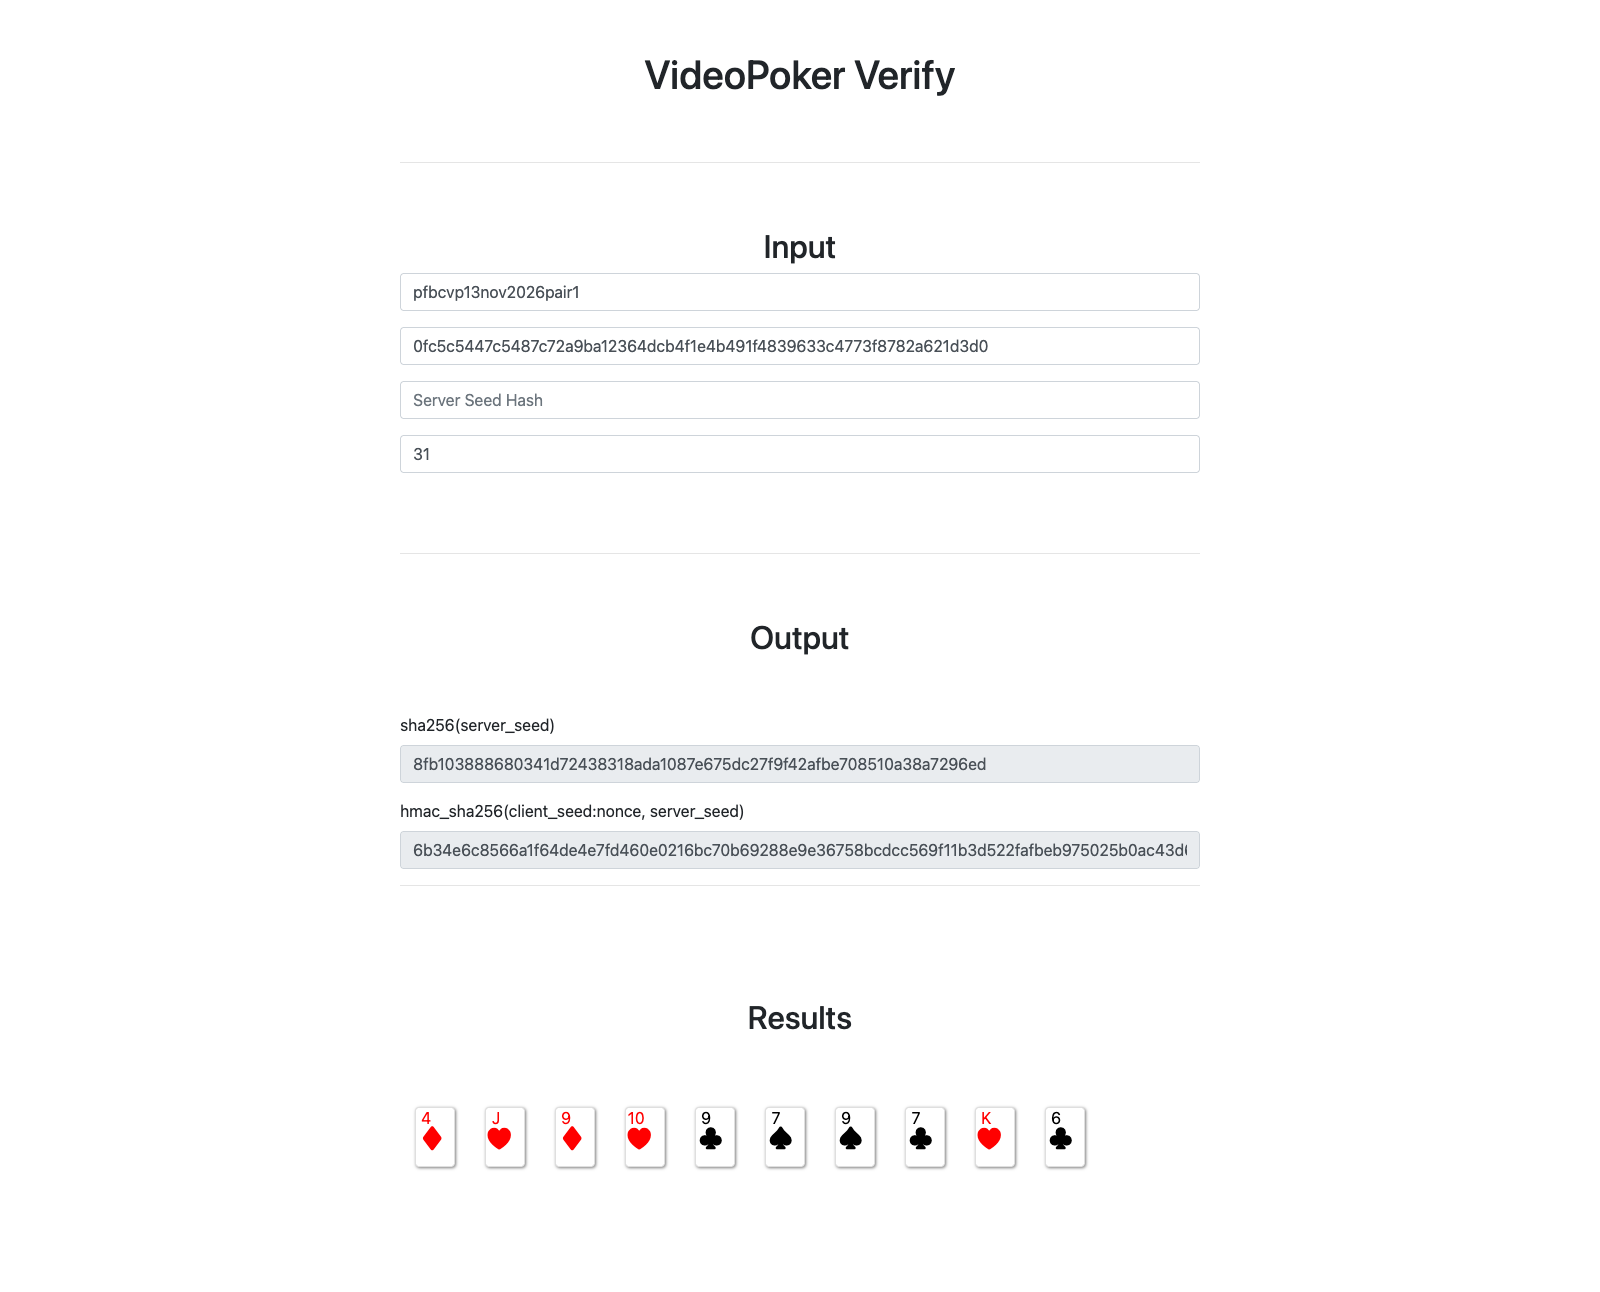 VideoPoker Verify
Input
pfbcvp13nov2026pair1
0fc5c5447c5487c72a9ba12364dcb4f1e4b491f4839633c4773f8782a621d3d0
Server Seed Hash
31
Output
sha256(server_seed)
8fb103888680341d72438318ada1087e675dc27f9f42afbe708510a38a7296ed
hmac_sha256(client_seed:nonce, server_seed)
6b34e6c8566a1f64de4e7fd460e0216bc70b69288e9e36758bcdcc569f11b3d522fafbeb975025b0ac43d6
Results
4 J 9 10 9 7 9 7 K 6